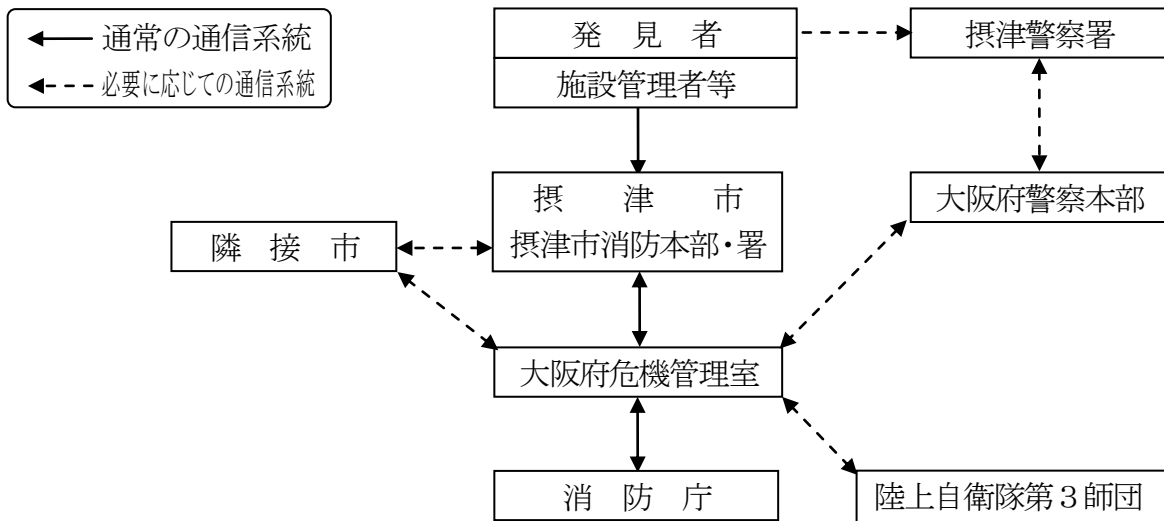 通常の通信系統
必要に応じての通信系統
発見者
施設管理者等
摂津警察署
摂津市
摂津市消防本部・署
大阪府警察本部
隣接市
大阪府危機管理室
消防庁
陸上自衛隊第３師団